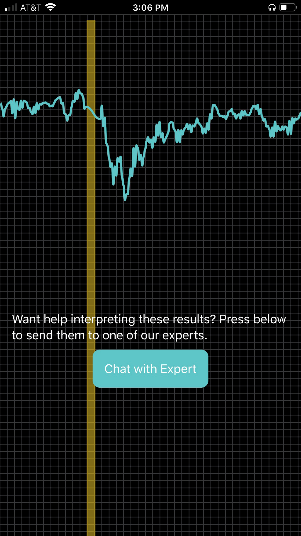 AT&T 3:06 PM
Want help interpreting these results? Press below
to send them to one of our experts.
Chat with Expert